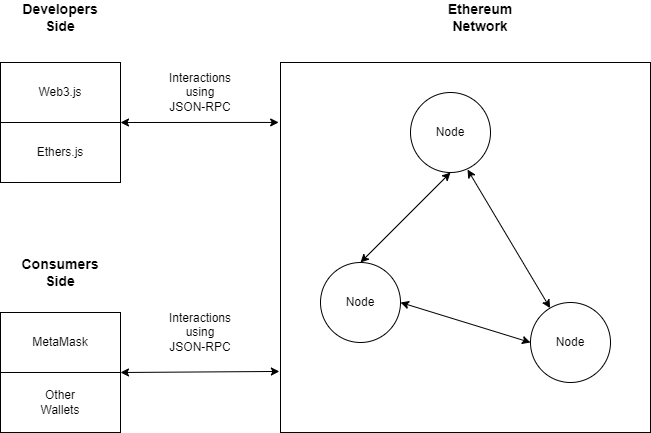 Developers
Side
Ethereum
Network
Web3.js
Ethers.js
Interactions
using
JSON-RPC
Node
Node
Node
Consumers
Side
MetaMask
Other
Wallets
Interactions
using
JSON-RPC